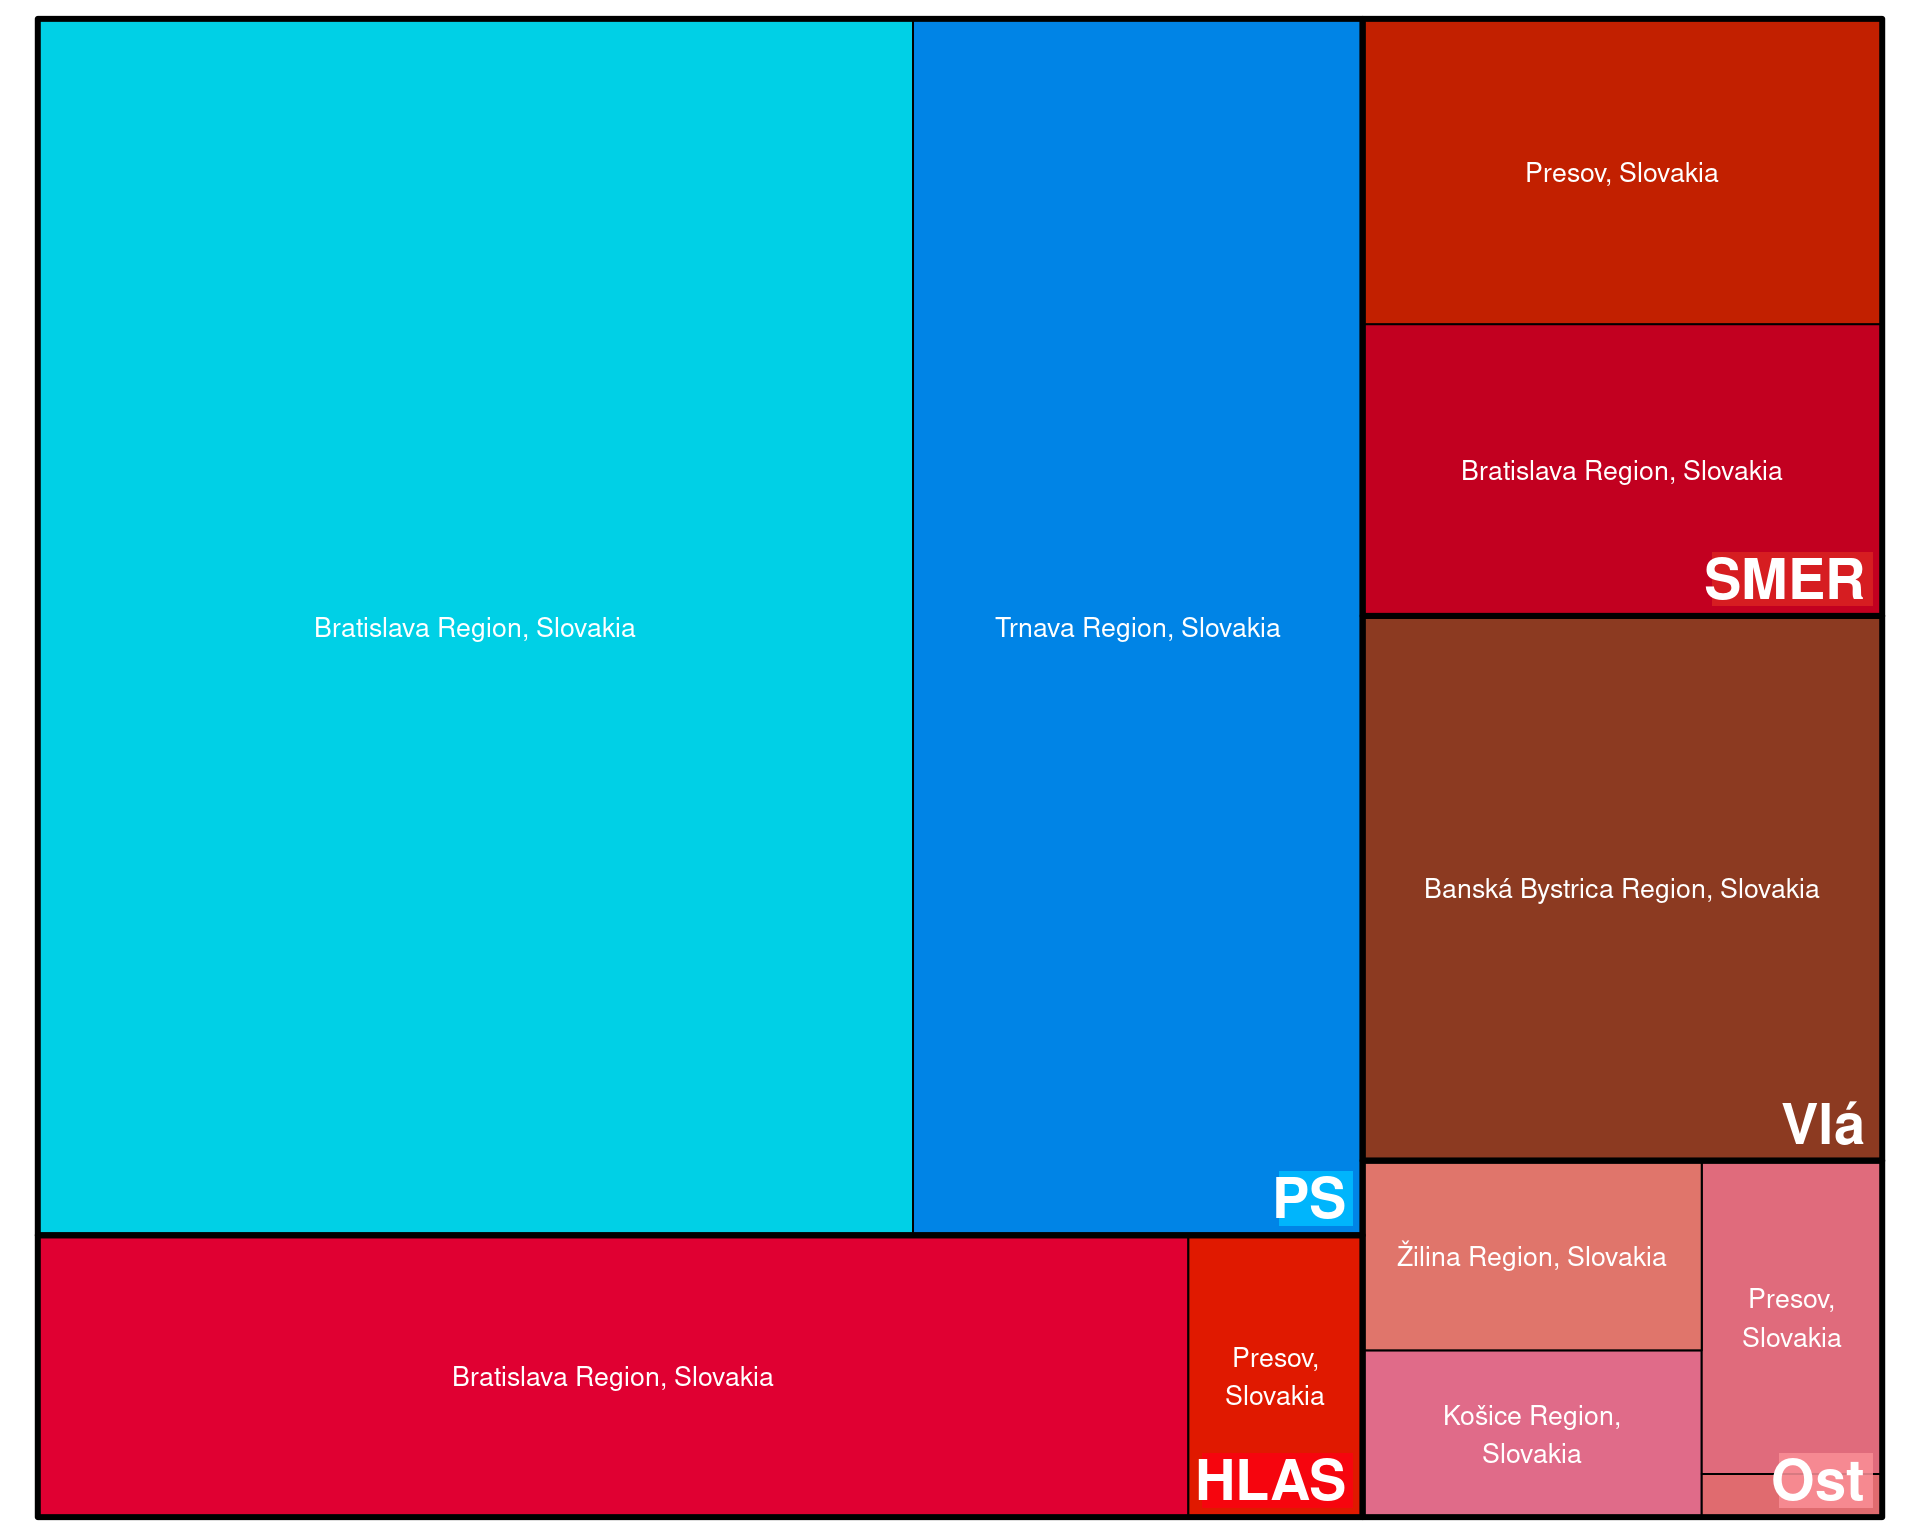 Bratislava Region, Slovakia
Trnava Region, Slovakia
PS
Bratislava Region, Slovakia
Presov,
Slovakia
HLAS
Presov, Slovakia
Bratislava Region, Slovakia
SMER
Banská Bystrica Region, Slovakia
Vlá
Žilina Region, Slovakia
Košice Region,
Slovakia
Presov,
Slovakia
Ost